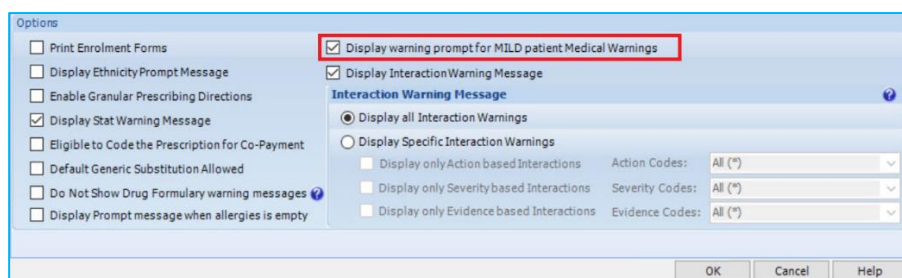 Options
Print Enrolment Forms
Display Ethnicity Prompt Message
Enable Granular Prescribing Directions
Display Stat Warning Message
Eligible to Code the Prescription for Co-Payment
Default Generic Substitution Allowed
Do Not Show Drug Formulary warning messages ?
Display Prompt message when allergies is empty
Display warning prompt for MILD patient Medical Warnings
Display Interaction Warning Message
Interaction Warning Message ?
Display all Interaction Warnings
Display Specific Interaction Warnings
Display only Action based Interactions Action Codes: All (*)
Display only Severity based Interactions Severity Codes: All (*)
Display only Evidence based Interactions Evidence Codes: All (*)
OK Cancel Help